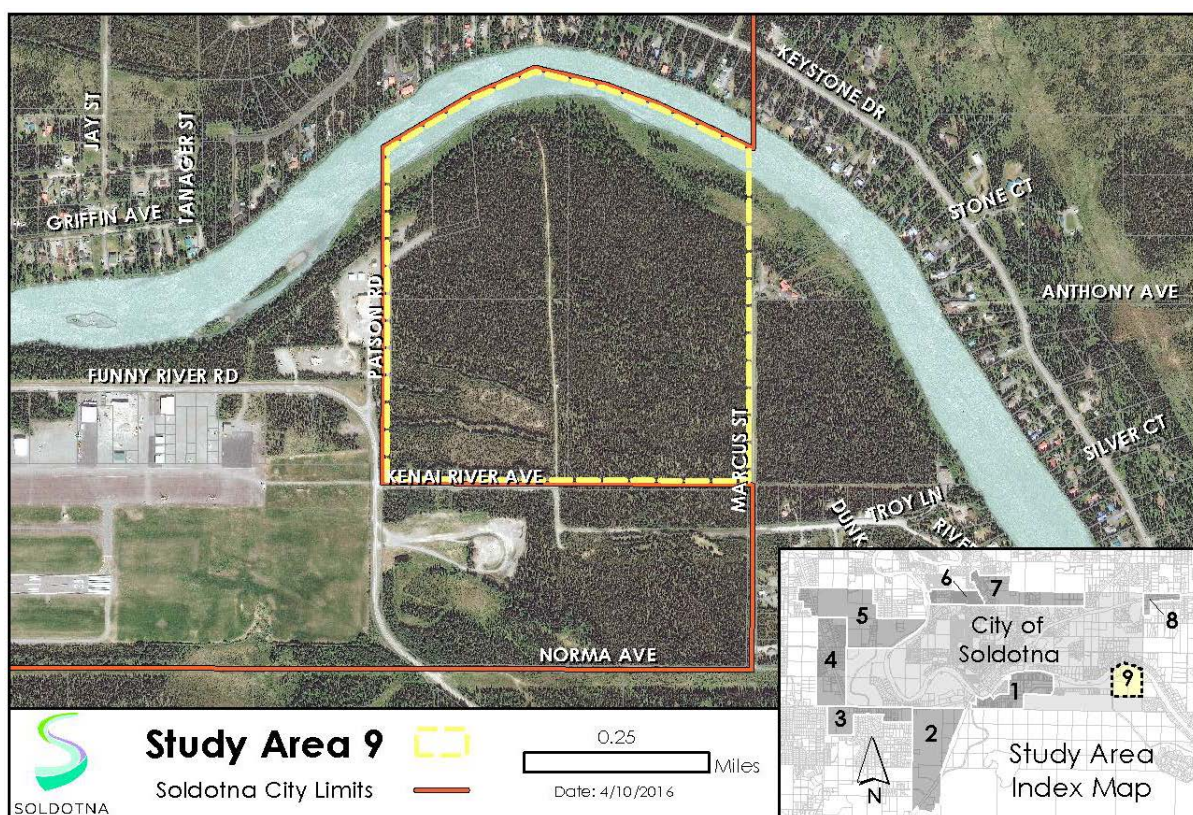 KEYSTONE DR
JAY ST
TANAGER ST
GRIFFIN AVE
STONE CT
ANTHONY AVE
PATSON RD
FUNNY RIVER RD
MARCUS ST
SILVER CT
KENAI RIVER AVE
TROY LN
DUNK
RIVE
NORMA AVE
Study Area 9
Soldotna City Limits
0.25
Miles
Date: 4/10/2016
SOLDOTNA
6
7
5
8
City of
Soldotna
4
9
1
3
2
N
Study Area
Index Map